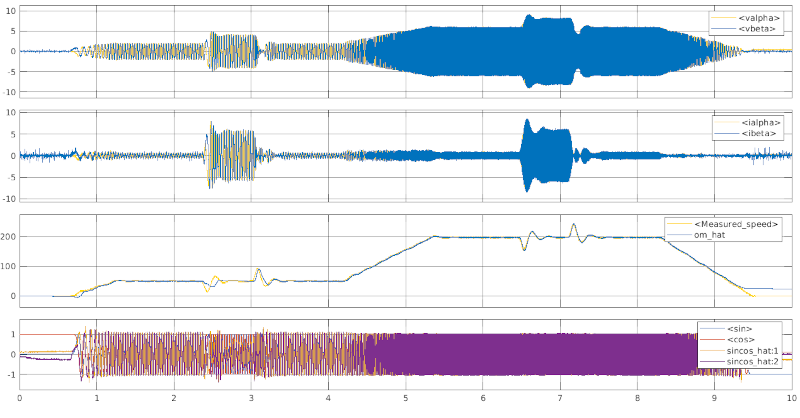 10
5
0
-5
-10
<valpha>
<vbeta>
10
5
0
-5
-10
<ialpha>
<ibeta>
200
100
0
<Measured_speed>
om_hat
1
0
-1
<sin>
<cos>
sincos_hat:1
sincos_hat:2
0 1 2 3 4 5 6 7 8 9 10